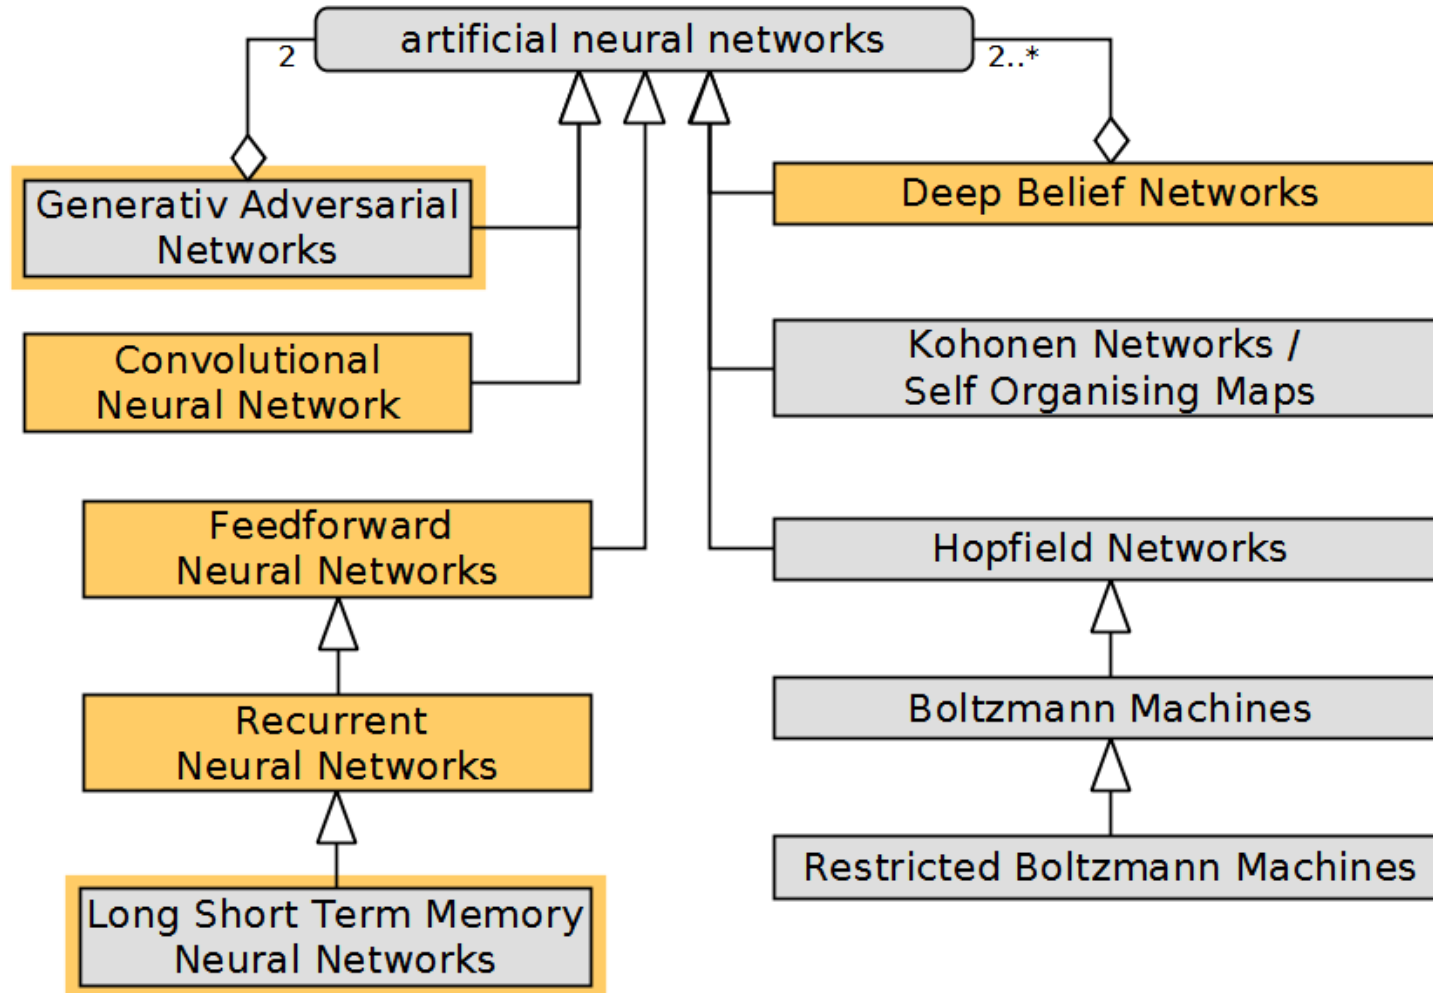 artificial neural networks
2
2..*
Generativ Adversarial
Networks
Deep Belief Networks
Convolutional
Neural Network
Kohonen Networks /
Self Organising Maps
Feedforward
Neural Networks
Hopfield Networks
Recurrent
Neural Networks
Boltzmann Machines
Restricted Boltzmann Machines
Long Short Term Memory
Neural Networks